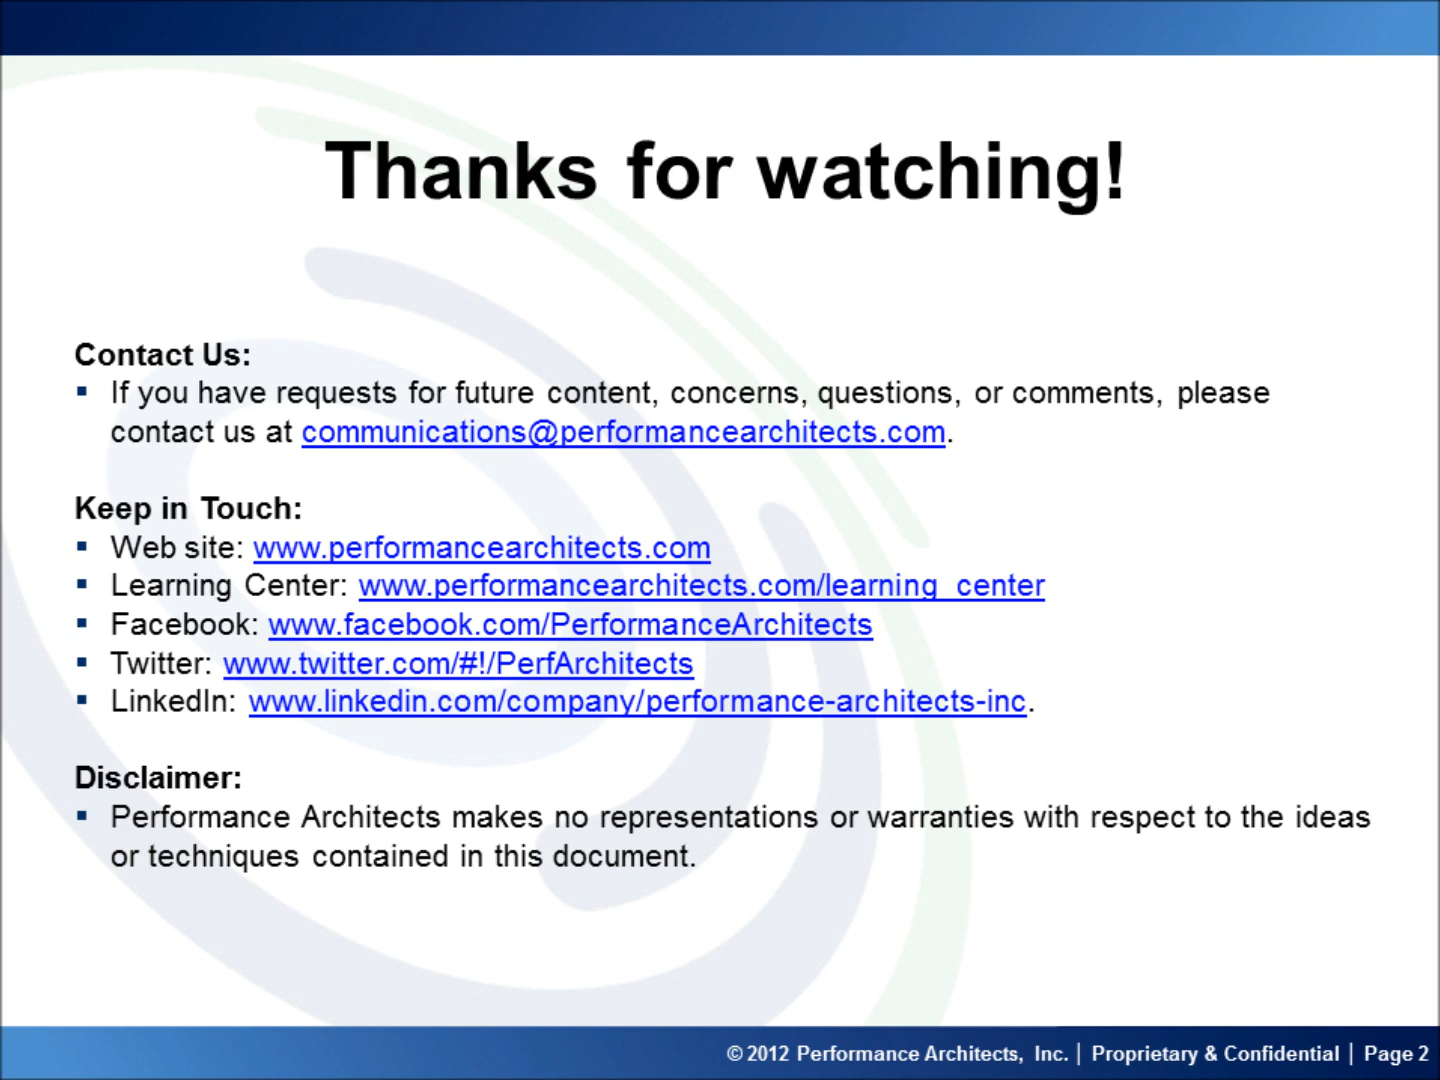 Thanks for watching!
Contact Us:
▪ If you have requests for future content, concerns, questions, or comments, please
contact us at communications@performancearchitects.com.
Keep in Touch:
▪ Web site: www.performancearchitects.com
▪ Learning Center: www.performancearchitects.com/learning_center
▪ Facebook: www.facebook.com/PerformanceArchitects
▪ Twitter: www.twitter.com/#!/PerfArchitects
▪ LinkedIn: www.linkedin.com/company/performance-architects-inc.
Disclaimer:
▪ Performance Architects makes no representations or warranties with respect to the ideas
or techniques contained in this document.
© 2012 Performance Architects, Inc. | Proprietary & Confidential | Page 2